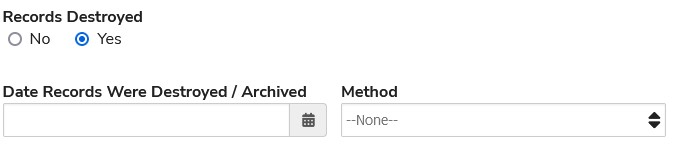 Records Destroyed
No Yes
Date Records Were Destroyed / Archived Method
--None--